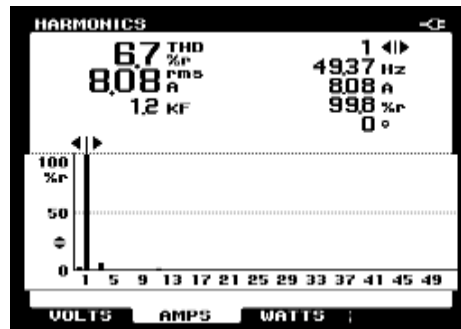 HARMONICS
6.7 THD %r
8.08 rms A
1.2 KF
1
49.37 Hz
8.08 A
99.8 %r
0 °
100
%r
50
0
1 5 9 13 17 21 25 29 33 37 41 45 49
VOLTS AMPS WATTS